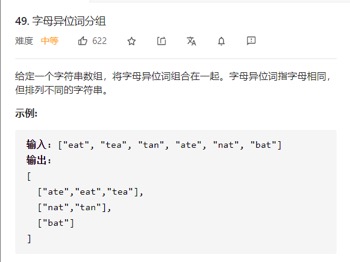 49. 字母异位词分组
难度 中等 622
给定一个字符串数组，将字母异位词组合在一起。字母异位词指字母相同，
但排列不同的字符串。
示例:
输入: ["eat", "tea", "tan", "ate", "nat", "bat"]
输出:
[
["ate","eat","tea"],
["nat","tan"],
["bat"]
]